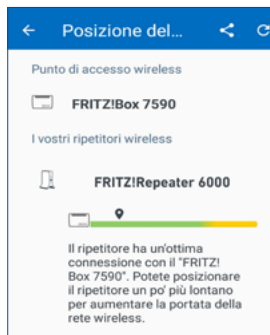 Posizione del...
Punto di accesso wireless
FRITZ!Box 7590
I vostri ripetitori wireless
FRITZ!Repeater 6000
Il ripetitore ha un'ottima
connessione con il "FRITZ!
Box 7590". Potete posizionare
il ripetitore un po' più lontano
per aumentare la portata della
rete wireless.